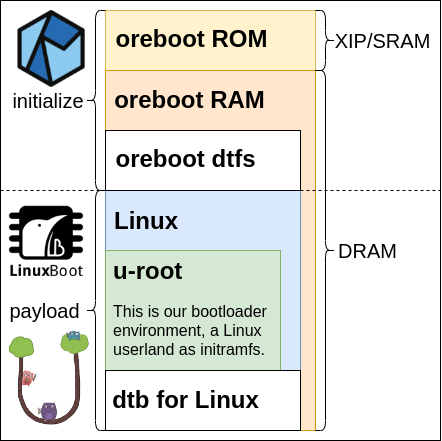 oreboot ROM
XIP/SRAM
initialize
oreboot RAM
oreboot dtfs
Linux
LB
LinuxBoot
DRAM
u-root
payload
This is our bootloader
environment, a Linux
userland as initramfs.
dtb for Linux